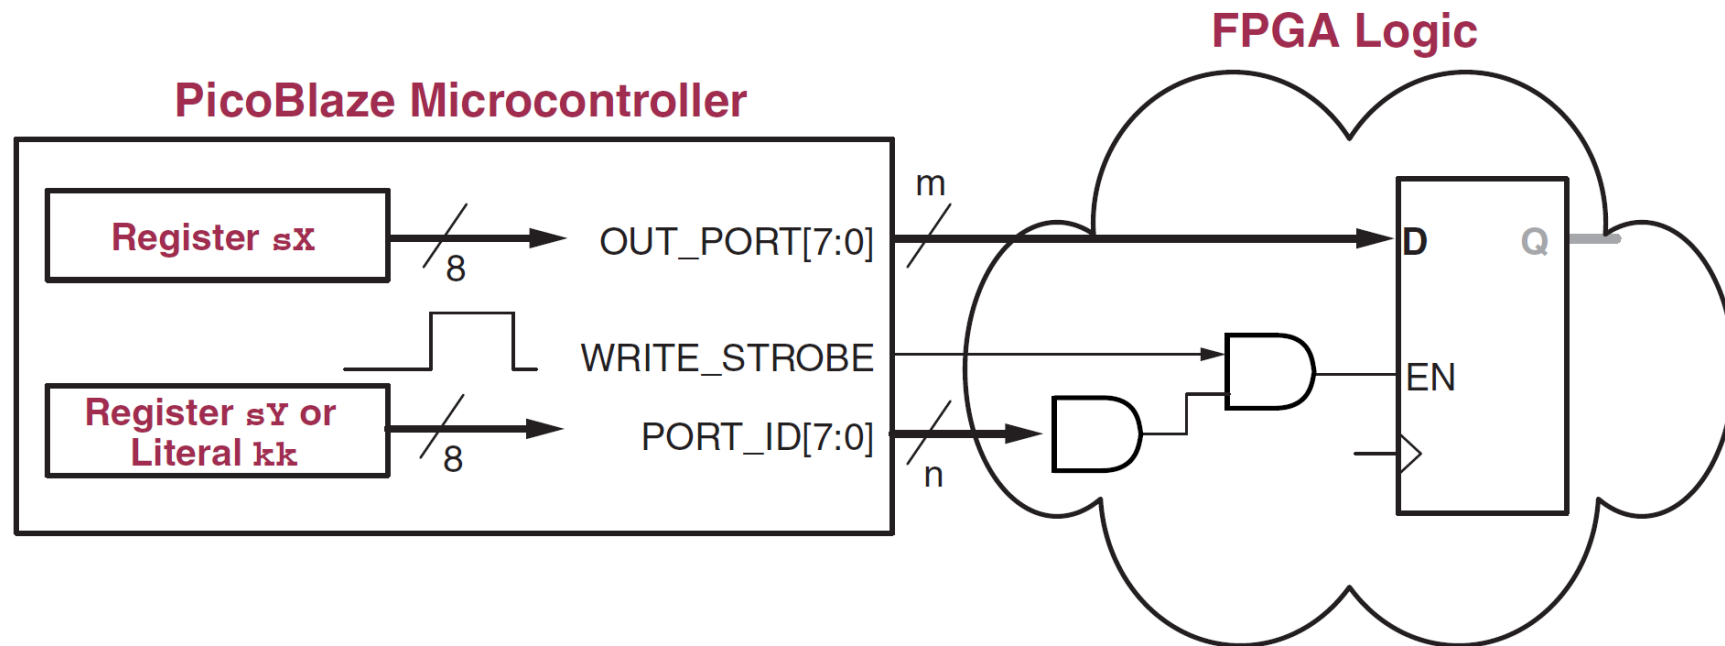 FPGA Logic
PicoBlaze Microcontroller
Register sX
8
OUT_PORT[7:0]
m
D
Q
WRITE_STROBE
EN
Register sY or
Literal kk
8
PORT_ID[7:0]
n